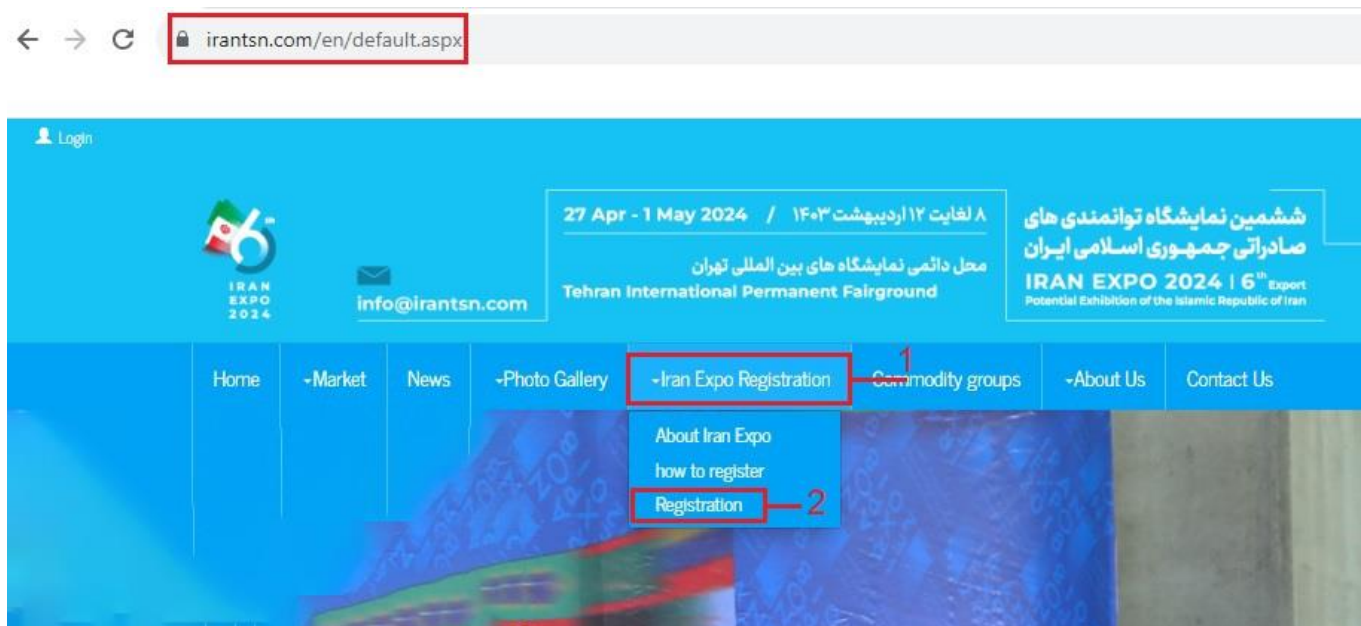 irantsn.com/en/default.aspx
Login
6th
IRAN
EXPO
2024
info@irantsn.com
27 Apr - 1 May 2024 / ۸ لغایت ۱۲ اردیبهشت ۱۴۰۳
محل دائمی نمایشگاه های بین المللی تهران
Tehran International Permanent Fairground
ششمین نمایشگاه توانمندی های
صادراتی جمهوری اسلامی ایران
IRAN EXPO 2024 | 6th Export
Potential Exhibition of the Islamic Republic of Iran
Home Market News Photo Gallery Iran Expo Registration 1 Commodity groups About Us Contact Us
About Iran Expo
how to register
Registration 2